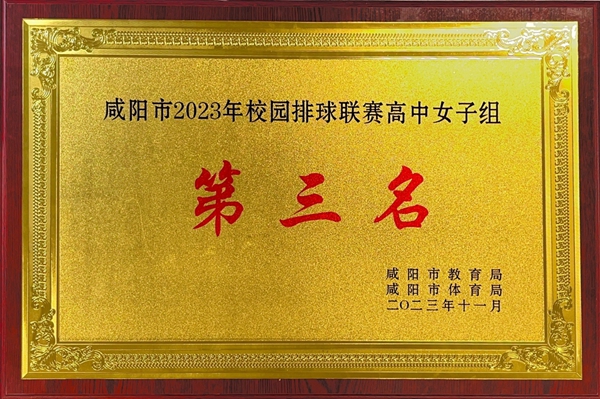 咸阳市2023年校园排球联赛高中女子组
第三名
咸阳市教育局
咸阳市体育局
二〇二三年十一月